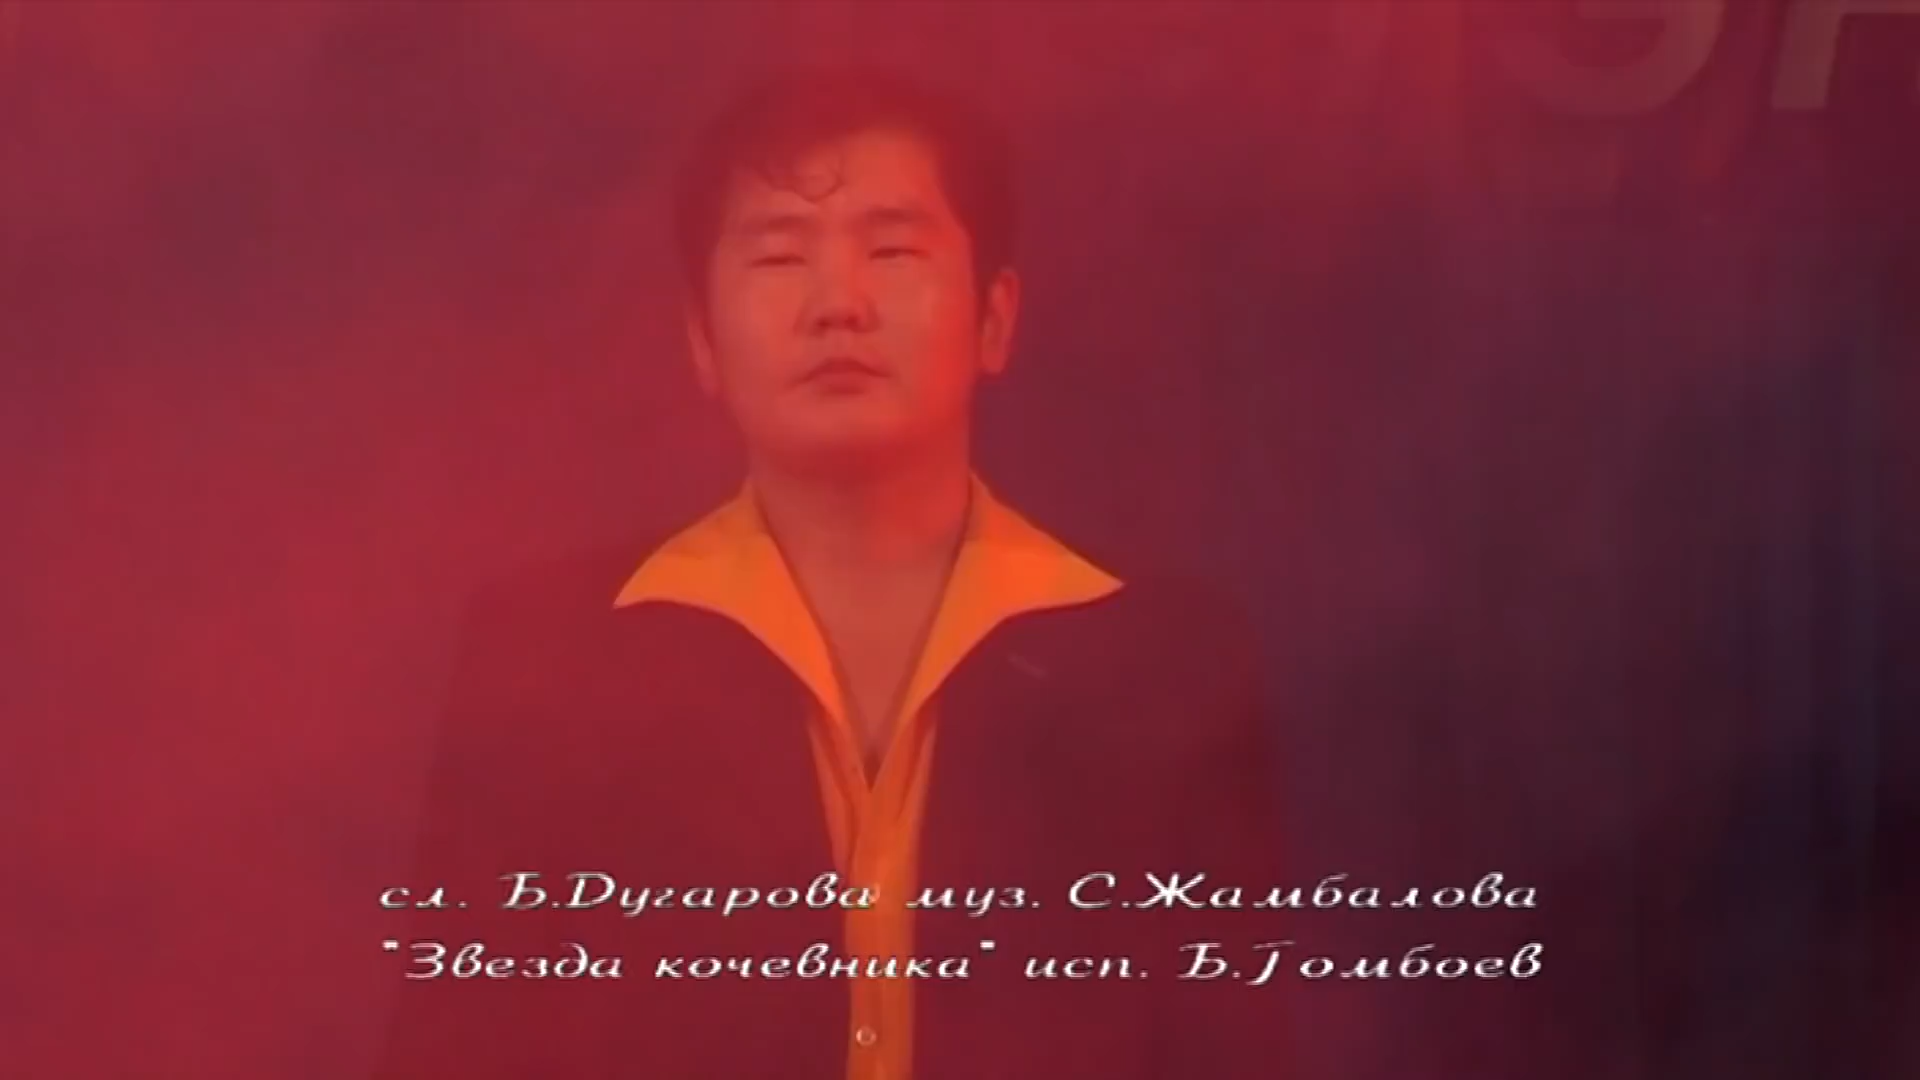 сл. Б.Дугарова муз. С.Жамбалова
"Звезда кочевника" исп. Б.Гомбоев